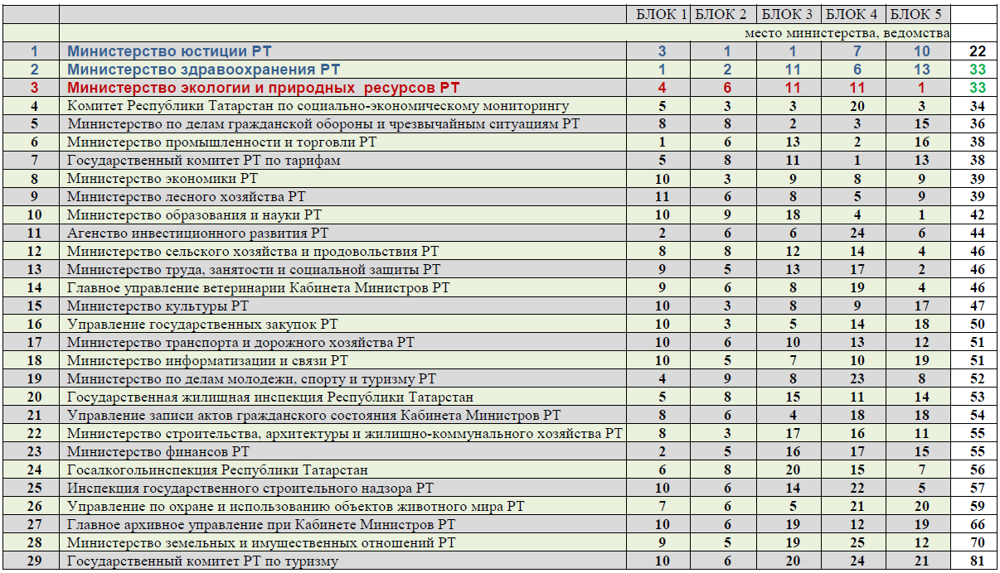 БЛОК 1 БЛОК 2 БЛОК 3 БЛОК 4 БЛОК 5
место министерства, ведомства
1 Министерство юстиции РТ 3 1 1 7 10 22
2 Министерство здравоохранения РТ 1 2 11 6 13 33
3 Министерство экологии и природных ресурсов РТ 4 6 11 11 1 33
4 Комитет Республики Татарстан по социально-экономическому мониторингу 5 3 3 20 3 34
5 Министерство по делам гражданской обороны и чрезвычайным ситуациям РТ 8 8 2 3 15 36
6 Министерство промышленности и торговли РТ 1 6 13 2 16 38
7 Государственный комитет РТ по тарифам 5 8 11 1 13 38
8 Министерство экономики РТ 10 3 9 8 9 39
9 Министерство лесного хозяйства РТ 11 6 8 5 9 39
10 Министерство образования и науки РТ 10 9 18 4 1 42
11 Агенство инвестиционного развития РТ 2 6 6 24 6 44
12 Министерство сельского хозяйства и продовольствия РТ 8 8 12 14 4 46
13 Министерство труда, занятости и социальной защиты РТ 9 5 13 17 2 46
14 Главное управление ветеринарии Кабинета Министров РТ 9 6 8 19 4 46
15 Министерство культуры РТ 10 3 8 9 17 47
16 Управление государственных закупок РТ 10 3 5 14 18 50
17 Министерство транспорта и дорожного хозяйства РТ 10 6 10 13 12 51
18 Министерство информатизации и связи РТ 10 5 7 10 19 51
19 Министерство по делам молодежи, спорту и туризму РТ 4 9 8 23 8 52
20 Государственная жилищная инспекция Республики Татарстан 5 8 15 11 14 53
21 Управление записи актов гражданского состояния Кабинета Министров РТ 8 6 4 18 18 54
22 Министерство строительства, архитектуры и жилищно-коммунального хозяйства РТ 8 3 17 16 11 55
23 Министерство финансов РТ 2 5 16 17 15 55
24 Госалкогольинспекция Республики Татарстан 6 8 20 15 7 56
25 Инспекция государственного строительного надзора РТ 10 6 14 22 5 57
26 Управление по охране и использованию объектов животного мира РТ 7 6 5 21 20 59
27 Главное архивное управление при Кабинете Министров РТ 10 6 19 12 19 66
28 Министерство земельных и имущественных отношений РТ 9 5 19 25 12 70
29 Государственный комитет РТ по туризму 10 6 20 24 21 81